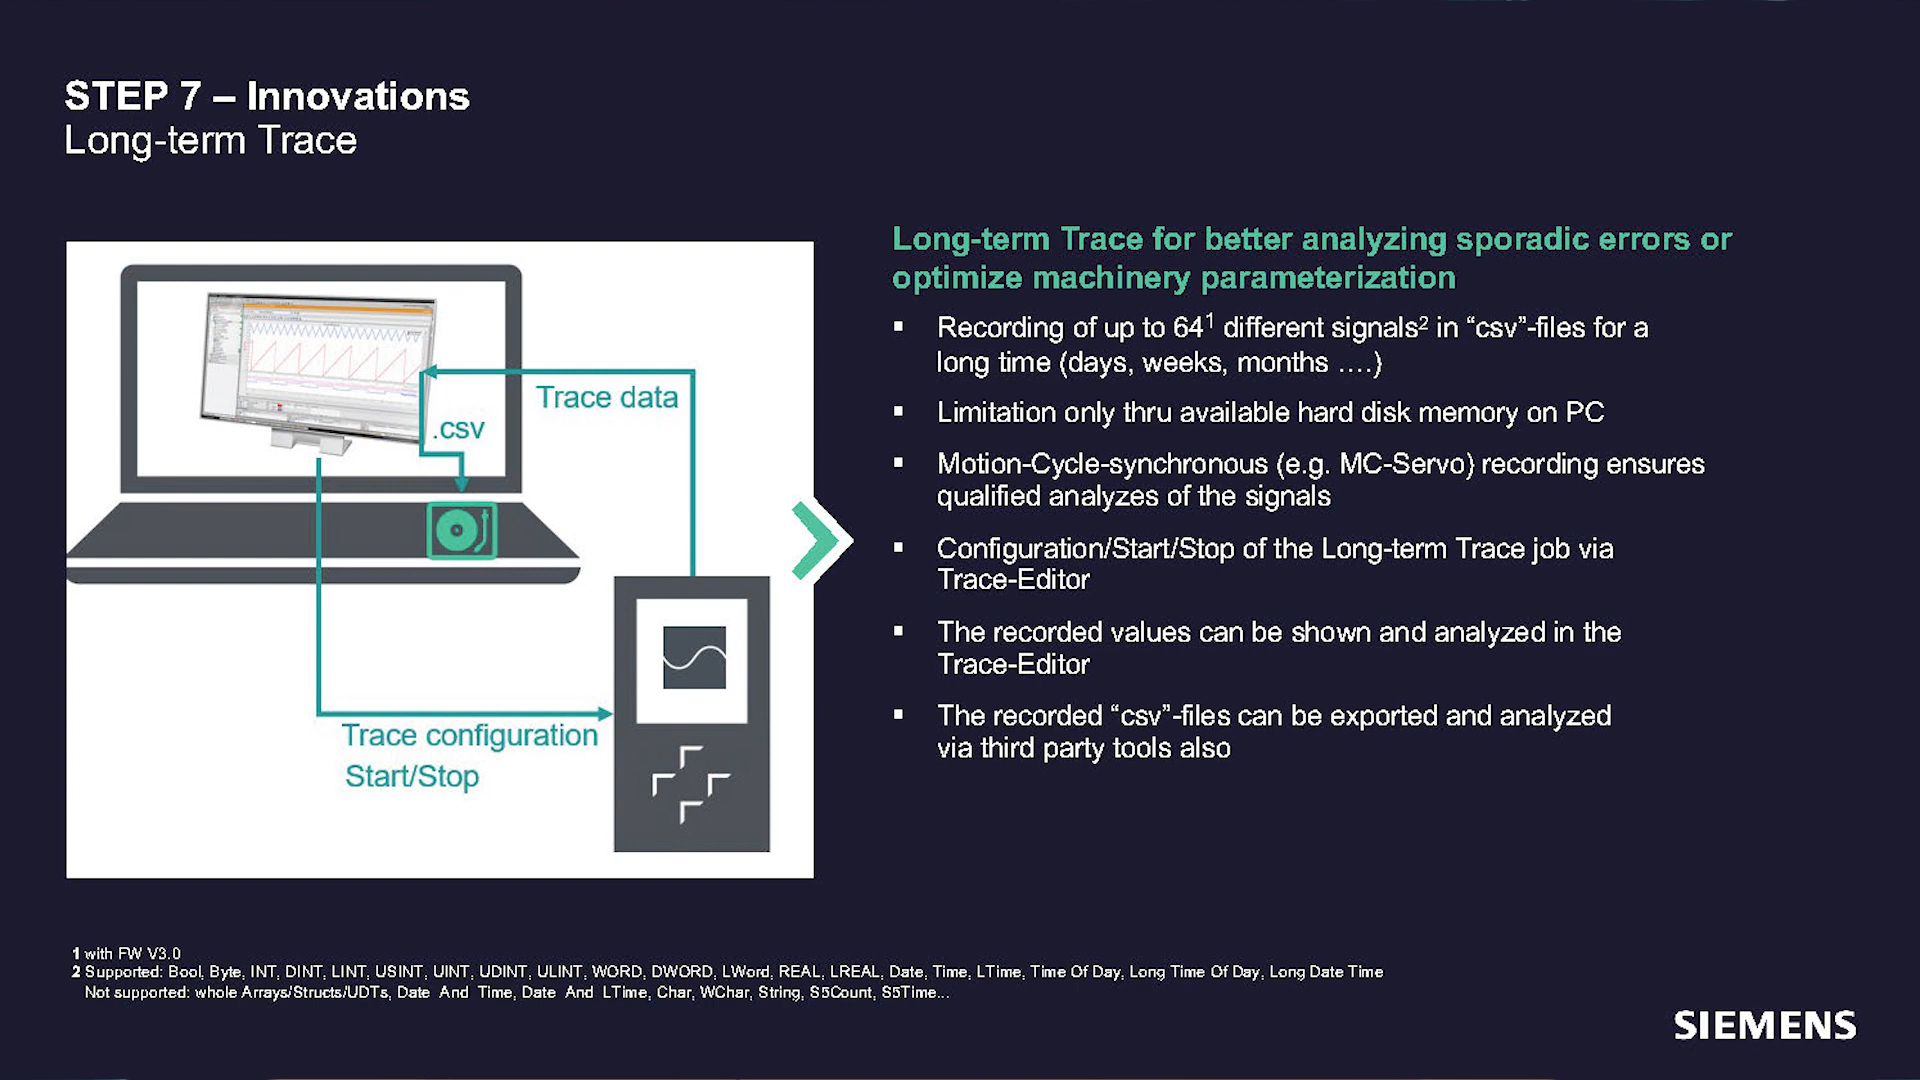 STEP 7 – Innovations
Long-term Trace
Trace data
.csv
Trace configuration
Start/Stop
Long-term Trace for better analyzing sporadic errors or
optimize machinery parameterization
▪ Recording of up to 64¹ different signals² in “csv”-files for a
long time (days, weeks, months ….)
▪ Limitation only thru available hard disk memory on PC
▪ Motion-Cycle-synchronous (e.g. MC-Servo) recording ensures
qualified analyzes of the signals
▪ Configuration/Start/Stop of the Long-term Trace job via
Trace-Editor
▪ The recorded values can be shown and analyzed in the
Trace-Editor
▪ The recorded “csv”-files can be exported and analyzed
via third party tools also
1 with FW V3.0
2 Supported: Bool, Byte, INT, DINT, LINT, USINT, UINT, UDINT, ULINT, WORD, DWORD, LWord, REAL, LREAL, Date, Time, LTime, Time Of Day, Long Time Of Day, Long Date Time
Not supported: whole Arrays/Structs/UDTs, Date And Time, Date And LTime, Char, WChar, String, S5Count, S5Time...
SIEMENS